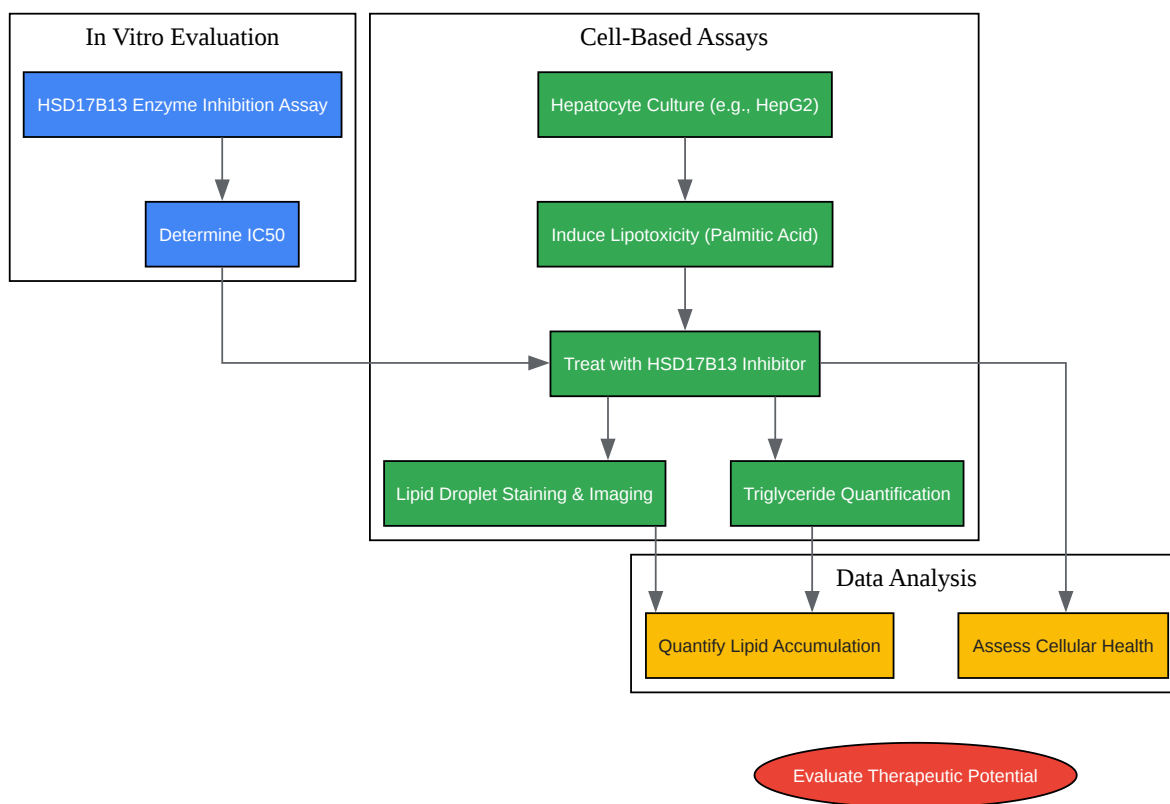 In Vitro Evaluation
HSD17B13 Enzyme Inhibition Assay
Determine IC50
Cell-Based Assays
Hepatocyte Culture (e.g., HepG2)
Induce Lipotoxicity (Palmitic Acid)
Treat with HSD17B13 Inhibitor
Lipid Droplet Staining & Imaging
Triglyceride Quantification
Data Analysis
Quantify Lipid Accumulation
Assess Cellular Health
Evaluate Therapeutic Potential